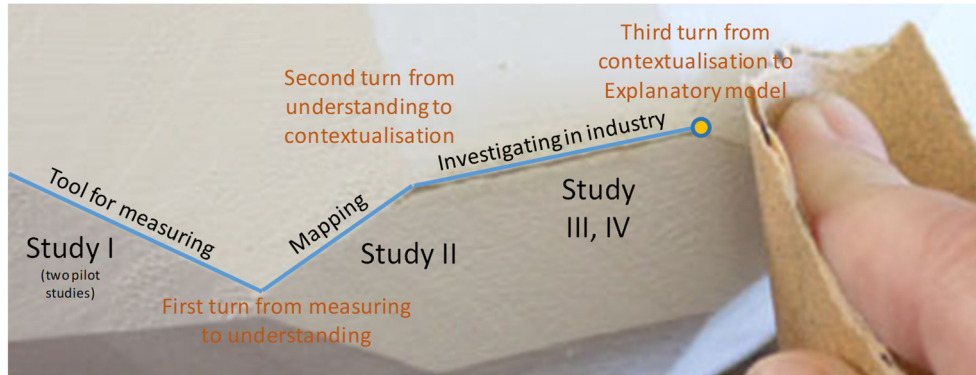 Third turn from
contextualisation to
Explanatory model
Second turn from
understanding to
contextualisation
Investigating in industry
Tool for measuring
Mapping
Study
III, IV
Study I
(two pilot
studies)
Study II
First turn from measuring
to understanding